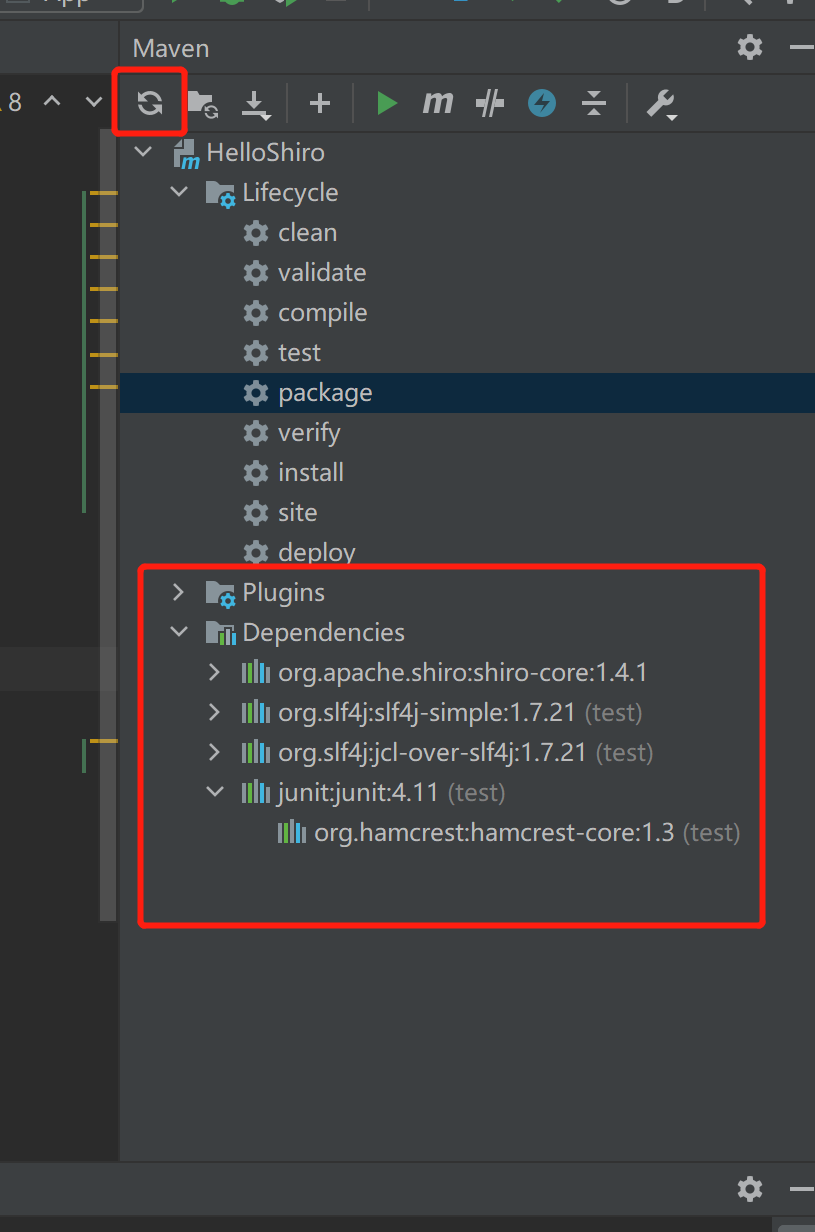 App
Maven
8
HelloShiro
Lifecycle
clean
validate
compile
test
package
verify
install
site
deploy
Plugins
Dependencies
org.apache.shiro:shiro-core:1.4.1
org.slf4j:slf4j-simple:1.7.21 (test)
org.slf4j:jcl-over-slf4j:1.7.21 (test)
junit:junit:4.11 (test)
org.hamcrest:hamcrest-core:1.3 (test)